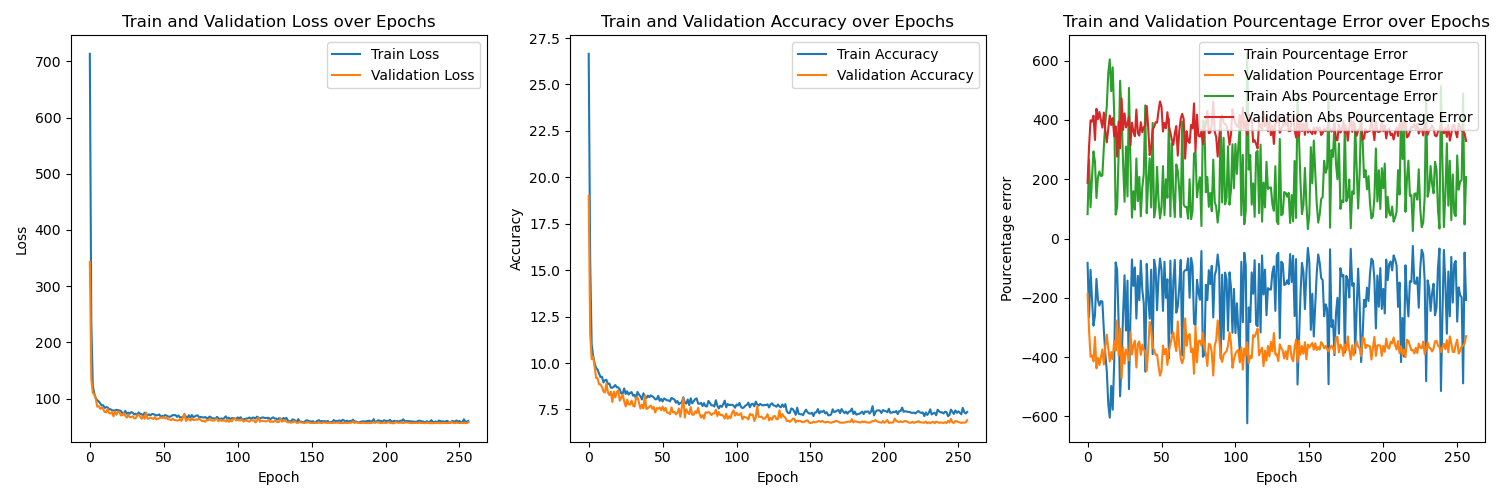 Train and Validation Loss over Epochs
Train Loss
Validation Loss
Loss
700
600
500
400
300
200
100
0
50
100
150
200
250
Epoch
Train and Validation Accuracy over Epochs
Train Accuracy
Validation Accuracy
Accuracy
27.5
25.0
22.5
20.0
17.5
15.0
12.5
10.0
7.5
0
50
100
150
200
250
Epoch
Train and Validation Pourcentage Error over Epochs
Train Pourcentage Error
Validation Pourcentage Error
Train Abs Pourcentage Error
Validation Abs Pourcentage Error
Pourcentage error
600
400
200
0
−200
−400
−600
0
50
100
150
200
250
Epoch